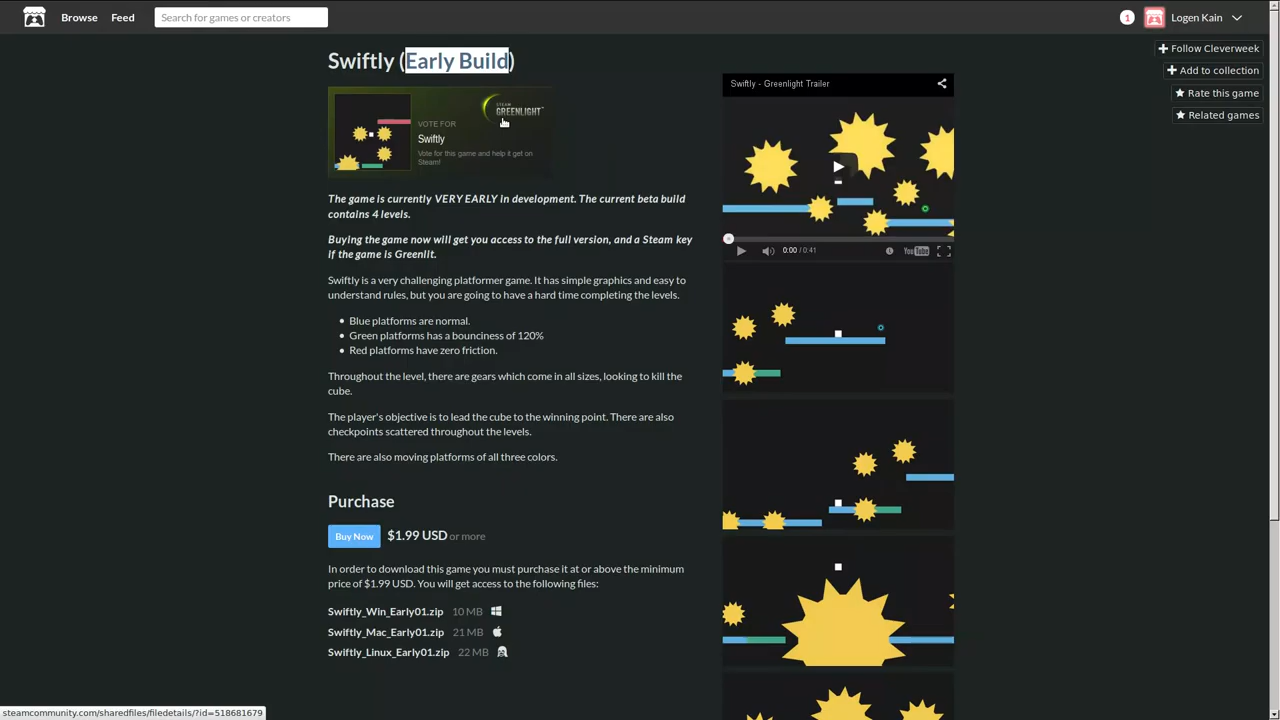 Browse Feed Search for games or creators 1 Logen Kain
Follow Cleverweek
Add to collection
Rate this game
Related games
Swiftly (Early Build)
STEAM
GREENLIGHT™
VOTE FOR
Swiftly
Vote for this game and help it get on
Steam!
The game is currently VERY EARLY in development. The current beta build
contains 4 levels.
Buying the game now will get you access to the full version, and a Steam key
if the game is Greenlit.
Swiftly is a very challenging platformer game. It has simple graphics and easy to
understand rules, but you are going to have a hard time completing the levels.
• Blue platforms are normal.
• Green platforms has a bounciness of 120%
• Red platforms have zero friction.
Throughout the level, there are gears which come in all sizes, looking to kill the
cube.
The player's objective is to lead the cube to the winning point. There are also
checkpoints scattered throughout the levels.
There are also moving platforms of all three colors.
Purchase
Buy Now $1.99 USD or more
In order to download this game you must purchase it at or above the minimum
price of $1.99 USD. You will get access to the following files:
Swiftly_Win_Early01.zip 10 MB
Swiftly_Mac_Early01.zip 21 MB
Swiftly_Linux_Early01.zip 22 MB
Swiftly - Greenlight Trailer
0:00 / 0:41 YouTube
steamcommunity.com/sharedfiles/filedetails/?id=518681679